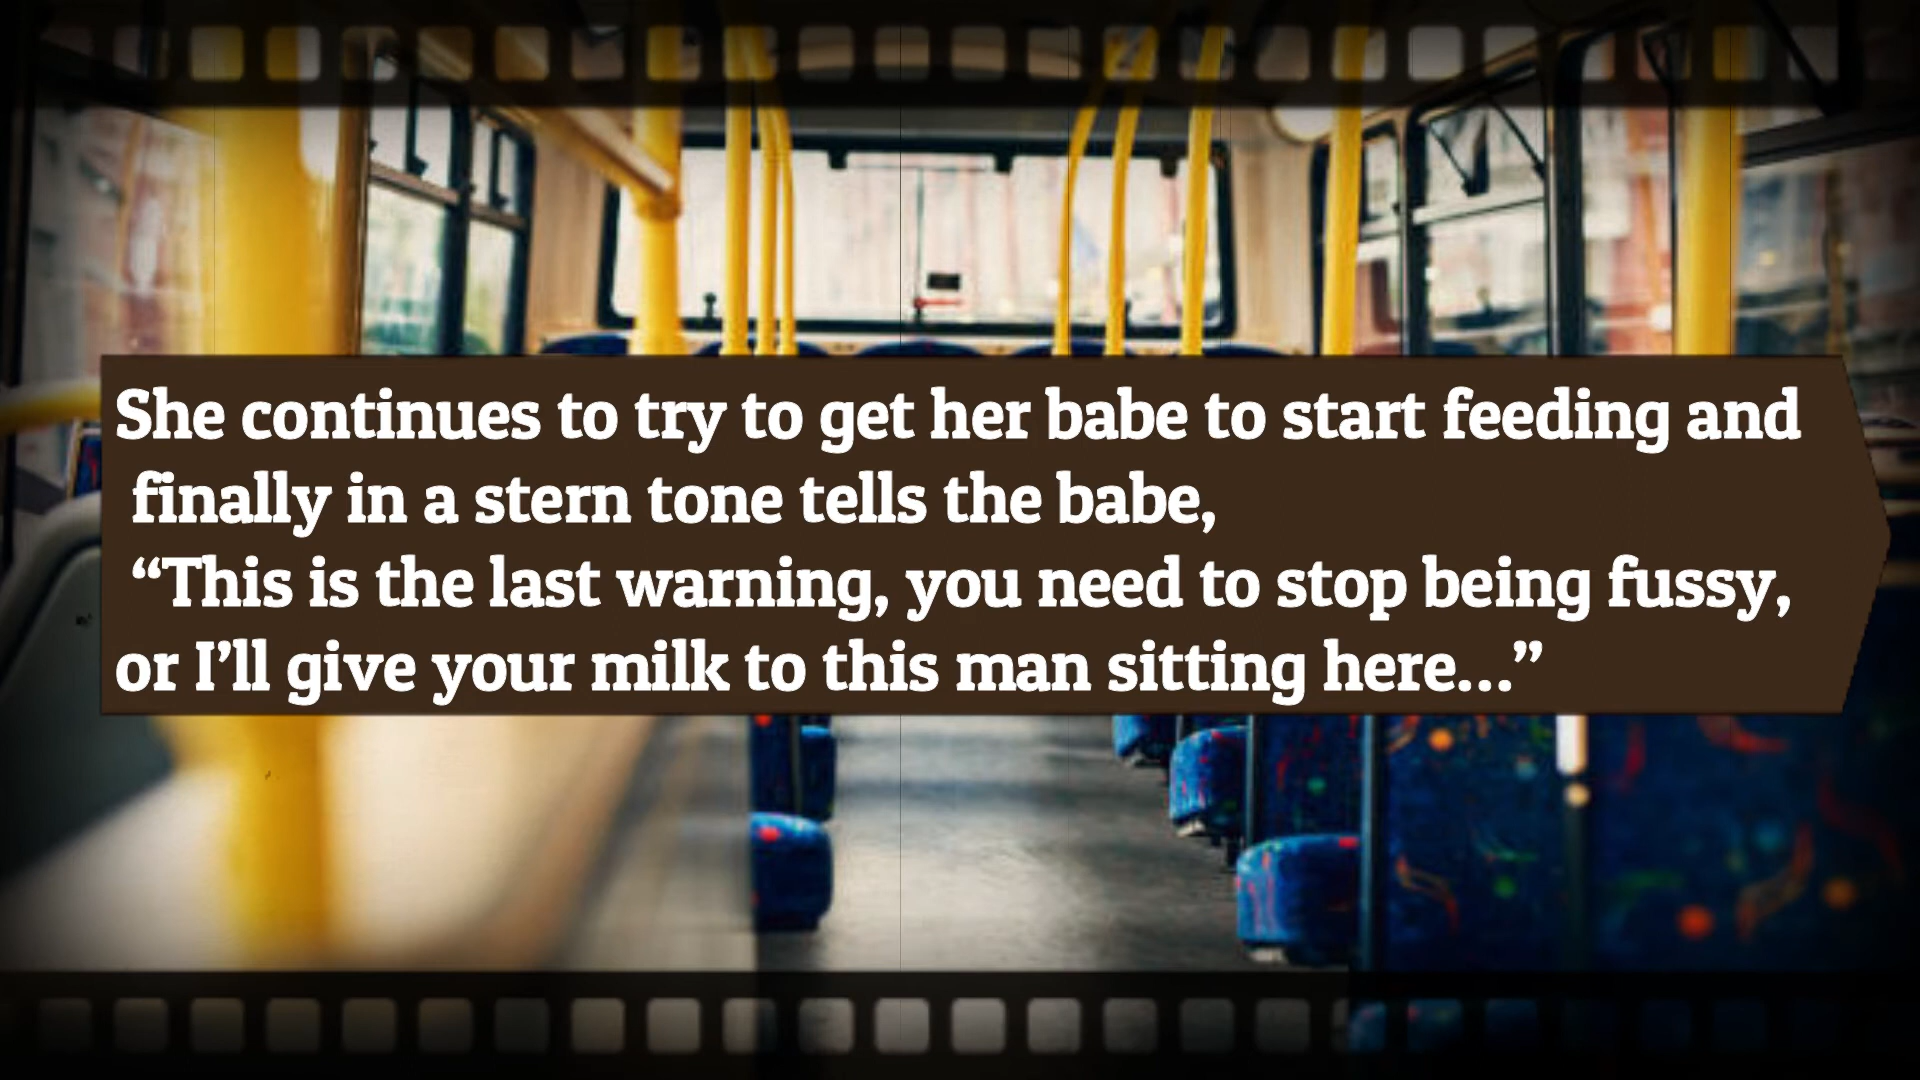 She continues to try to get her babe to start feeding and
finally in a stern tone tells the babe,
“This is the last warning, you need to stop being fussy,
or I’ll give your milk to this man sitting here...”